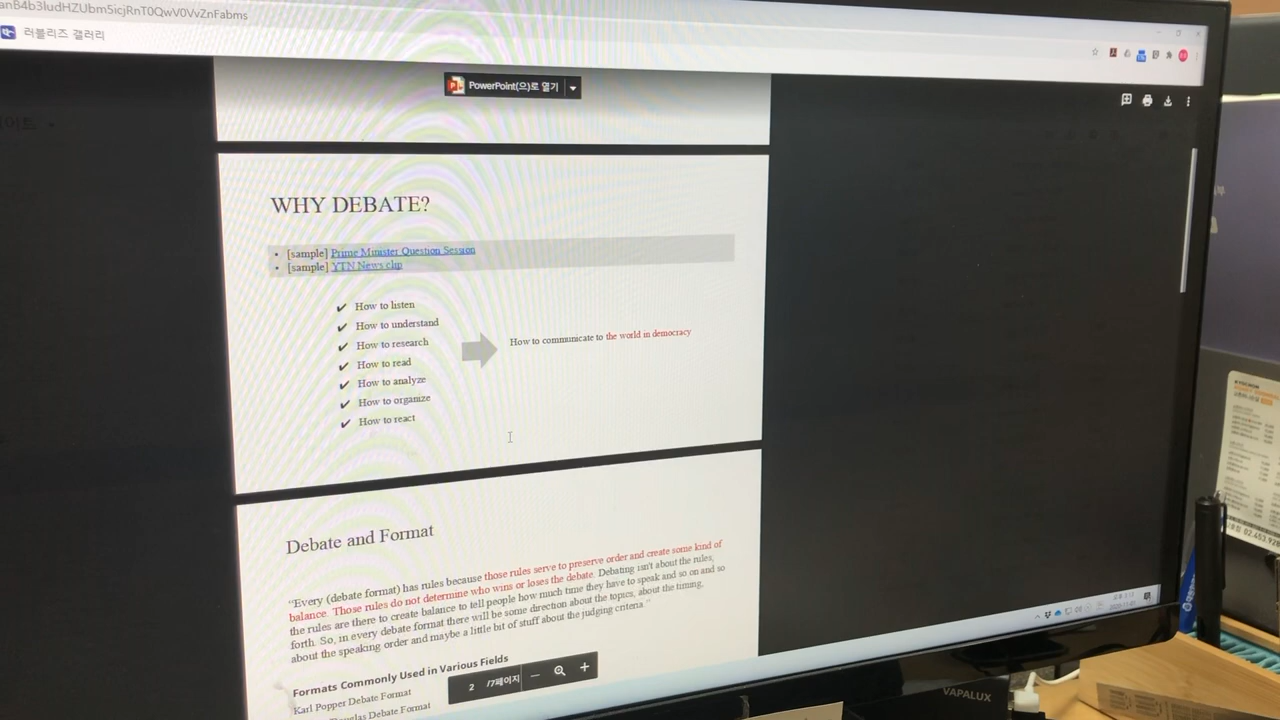 anB4b3ludHZUbm5icjRnT0QwV0VvZnFabms
러블리즈 갤러리
PowerPoint(으)로 열기
WHY DEBATE?
• [sample] Prime Minister Question Session
• [sample] YTN News clip
✔ How to listen
✔ How to understand
✔ How to research
✔ How to read
✔ How to analyze
✔ How to organize
✔ How to react
How to communicate to the world in democracy
Debate and Format
“Every (debate format) has rules because those rules serve to preserve order and create some kind of
balance. Those rules do not determine who wins or loses the debate. Debating isn't about the rules,
the rules are there to create balance to tell people how much time they have to speak and so on and so
forth. So, in every debate format there will be some direction about the topics, about the timing,
about the speaking order and maybe a little bit of stuff about the judging criteria.”
Formats Commonly Used in Various Fields
Karl Popper Debate Format
Douglas Debate Format
2 /7페이지
VAPALUX